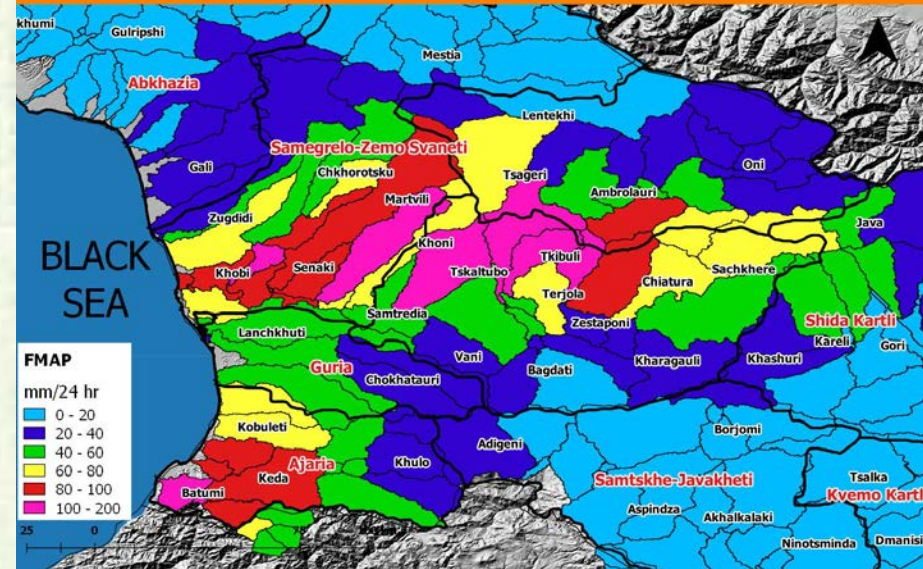 khumi
Gulripshi
Mestia
Abkhazia
Lentekhi
Samegrelo-Zemo Svaneti
Oni
Gali
Chkhorotsku
Tsageri
Ambrolauri
Martvili
Zugdidi
Java
Khoni
BLACK
SEA
Khobi
Senaki
Tkibuli
Tskaltubo
Sachkhere
Chiatura
Terjola
Samtredia
Zestaponi
Shida Kartli
Lanchkhuti
Kareli
Gori
Vani
Guria
Kharagauli
Khashuri
Bagdati
Chokhatauri
FMAP
mm/24 hr
0 - 20
20 - 40
40 - 60
60 - 80
80 - 100
100 - 200
Kobuleti
Borjomi
Adigeni
Ajaria
Khulo
Keda
Samtskhe-Javakheti
Tsalka
Batumi
Kvemo Kartl
Aspindza
Akhalkalaki
25
0
Ninotsminda
Dmanisi